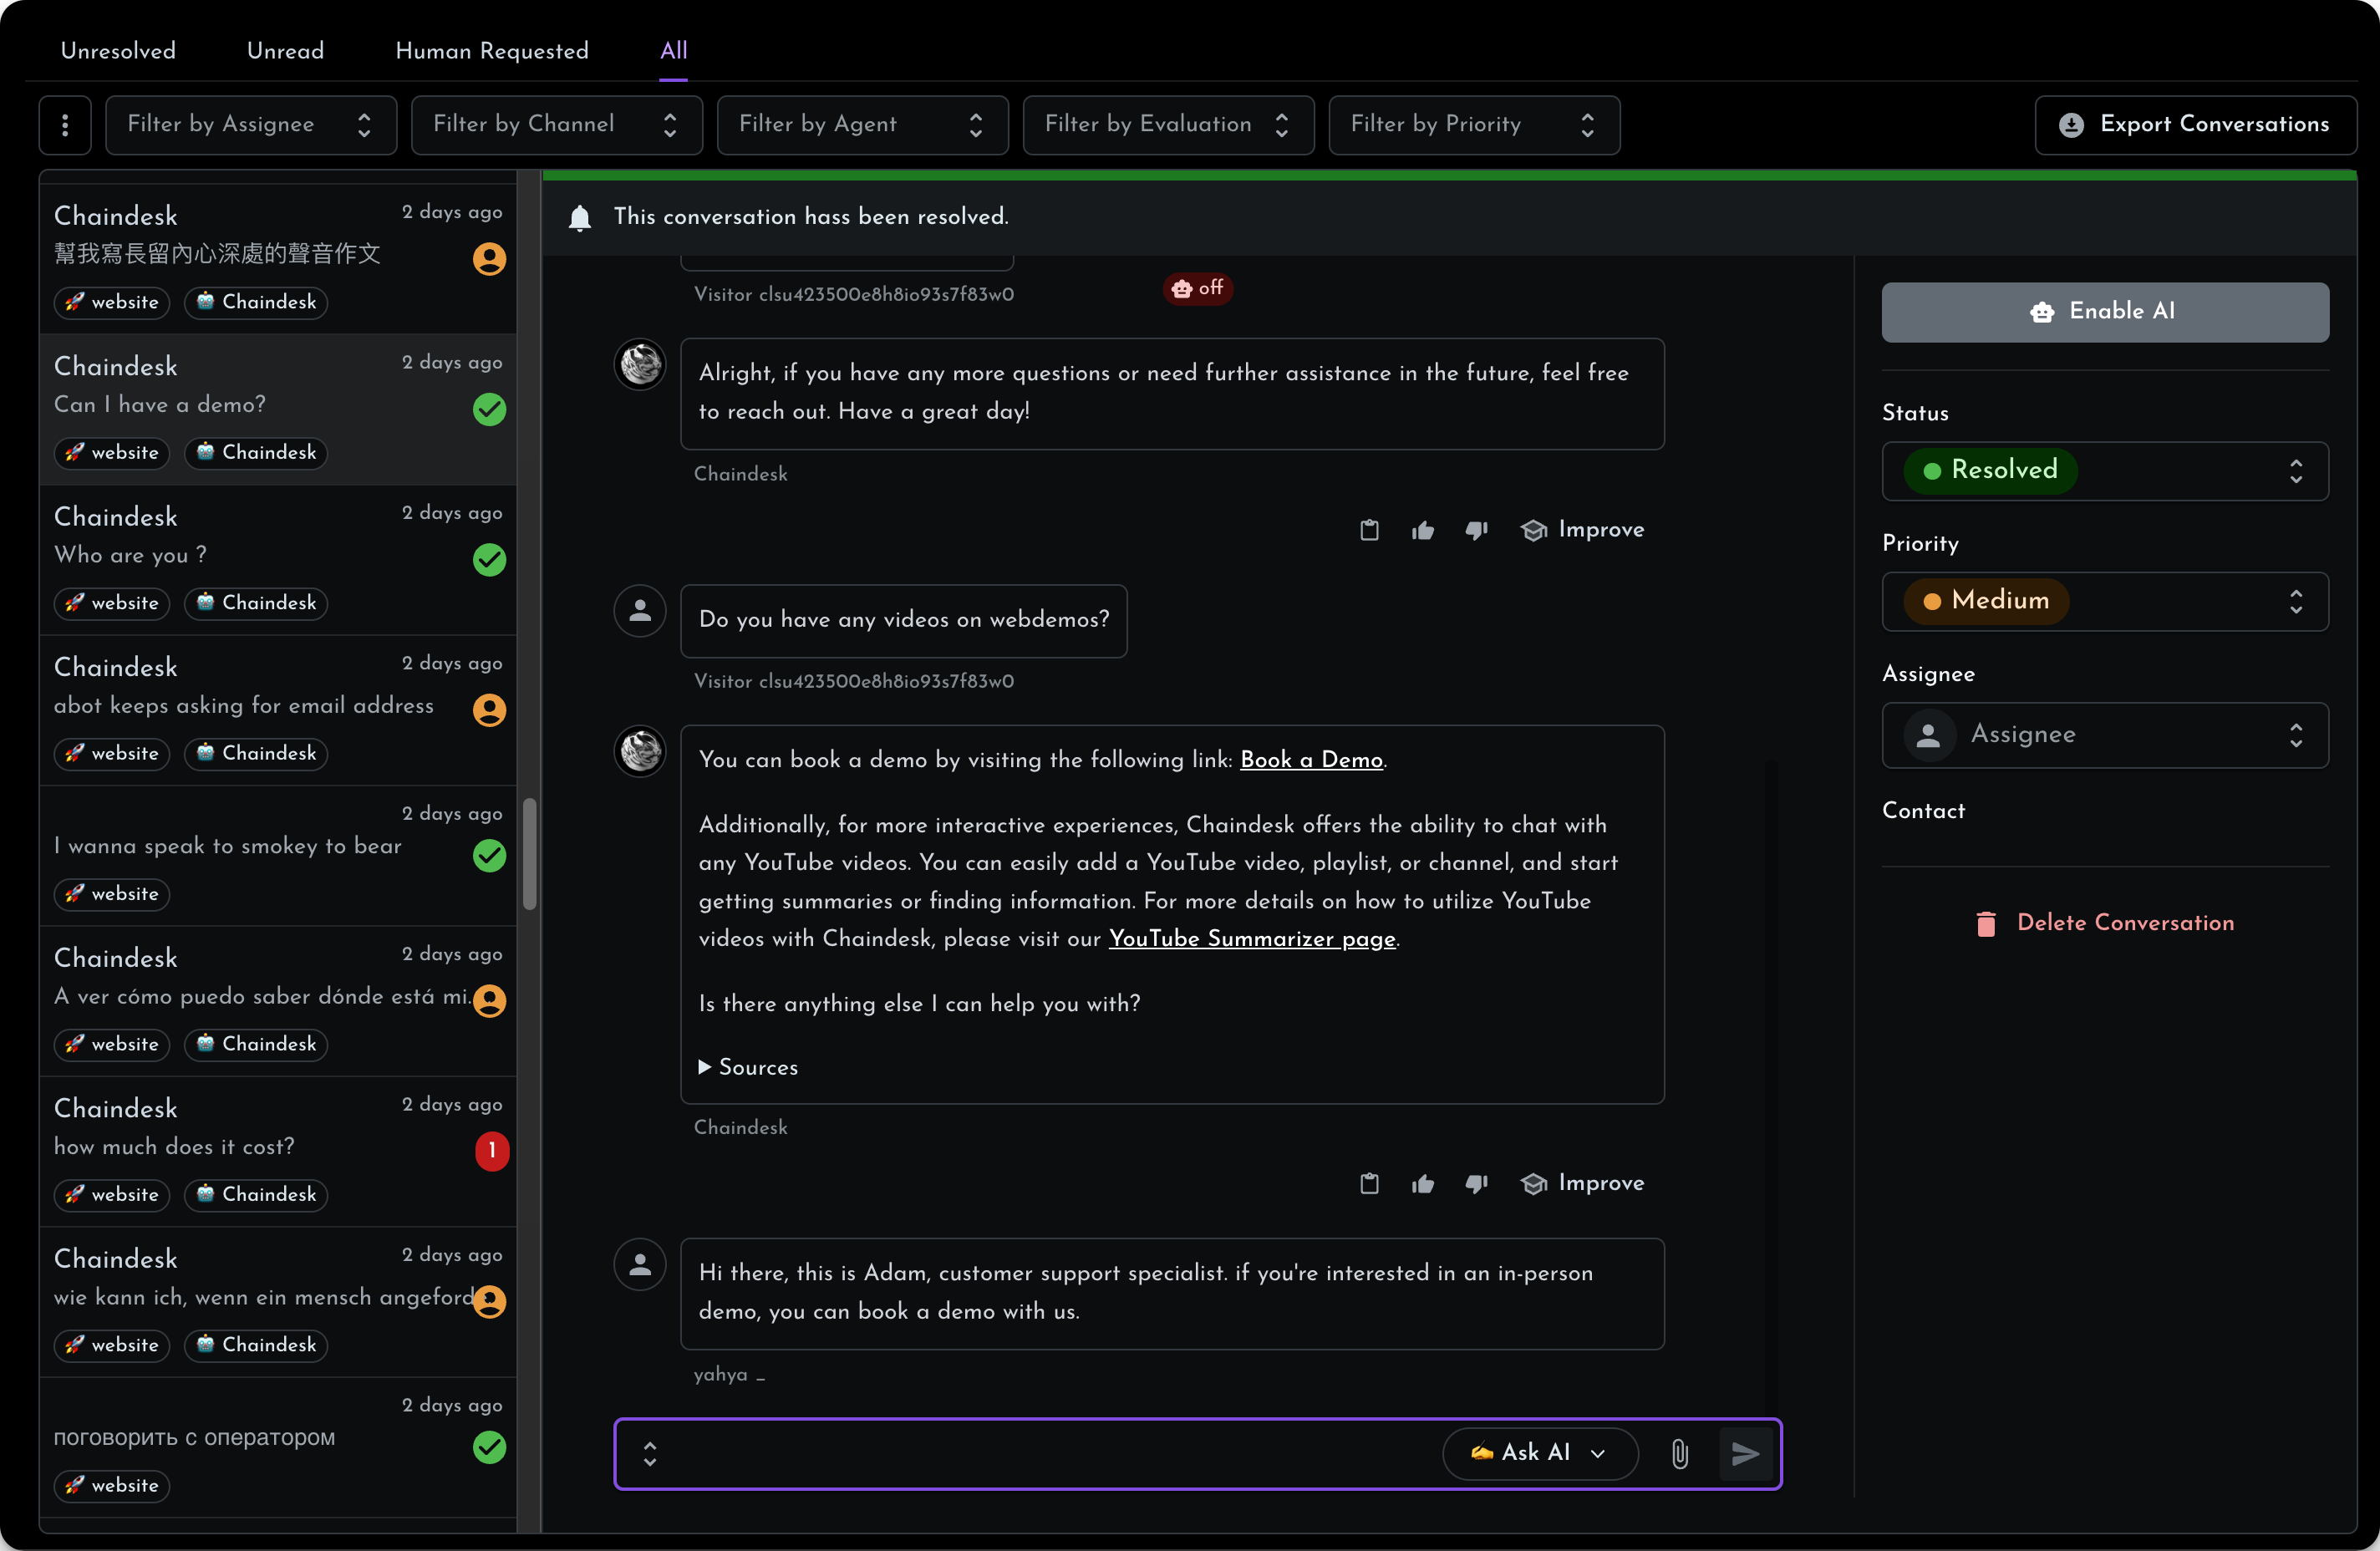 Unresolved
Unread
Human Requested
All
Filter by Assignee
Filter by Channel
Filter by Agent
Filter by Evaluation
Filter by Priority
Export Conversations
Chaindesk
2 days ago
幫我寫長留內心深處的聲音作文
website
Chaindesk
Chaindesk
2 days ago
Can I have a demo?
website
Chaindesk
Chaindesk
2 days ago
Who are you ?
website
Chaindesk
Chaindesk
2 days ago
abot keeps asking for email address
website
Chaindesk
2 days ago
I wanna speak to smokey to bear
website
Chaindesk
2 days ago
A ver cómo puedo saber dónde está mi.
website
Chaindesk
Chaindesk
2 days ago
how much does it cost?
1
website
Chaindesk
Chaindesk
2 days ago
wie kann ich, wenn ein mensch angeford
website
Chaindesk
2 days ago
поговорить с оператором
website
This conversation hass been resolved.
Visitor clsu423500e8h8io93s7f83w0
off
Alright, if you have any more questions or need further assistance in the future, feel free
to reach out. Have a great day!
Chaindesk
Improve
Do you have any videos on webdemos?
Visitor clsu423500e8h8io93s7f83w0
You can book a demo by visiting the following link: Book a Demo.
Additionally, for more interactive experiences, Chaindesk offers the ability to chat with
any YouTube videos. You can easily add a YouTube video, playlist, or channel, and start
getting summaries or finding information. For more details on how to utilize YouTube
videos with Chaindesk, please visit our YouTube Summarizer page.
Is there anything else I can help you with?
Sources
Chaindesk
Improve
Hi there, this is Adam, customer support specialist. if you're interested in an in-person
demo, you can book a demo with us.
yahya _
Ask AI
Enable AI
Status
Resolved
Priority
Medium
Assignee
Assignee
Contact
Delete Conversation